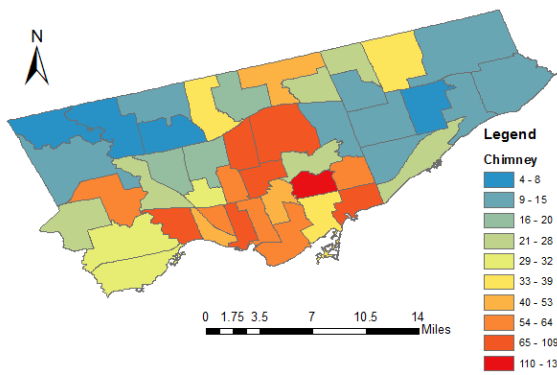 N
Legend
Chimney
4 - 8
9 - 15
16 - 20
21 - 28
29 - 32
33 - 39
40 - 53
54 - 64
65 - 109
110 - 13
0 1.75 3.5 7 10.5 14
Miles